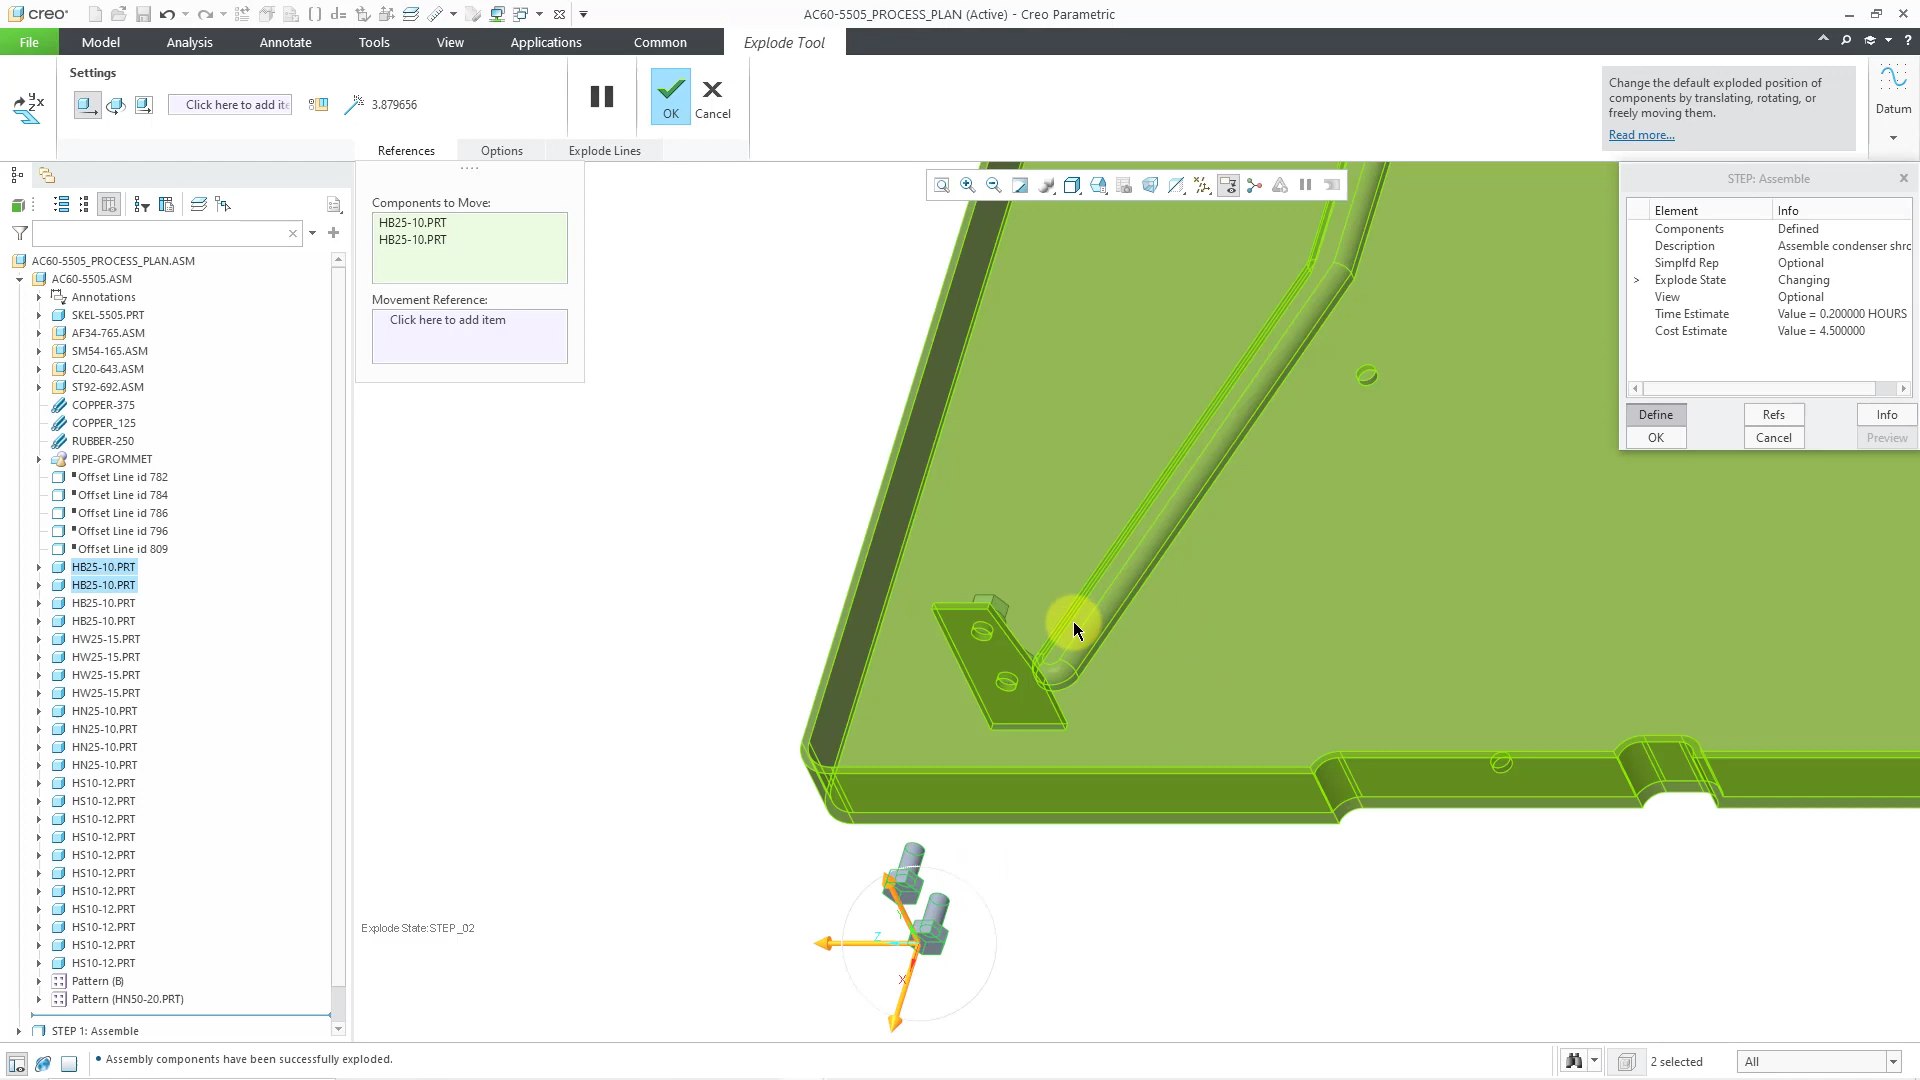 creo
AC60-5505_PROCESS_PLAN (Active) - Creo Parametric
File
Model
Analysis
Annotate
Tools
View
Applications
Common
Explode Tool
Settings
Click here to add ite
3.879656
OK
Cancel
Change the default exploded position of
components by translating, rotating, or
freely moving them.
Read more...
Datum
References
Options
Explode Lines
Components to Move:
HB25-10.PRT
HB25-10.PRT
Movement Reference:
Click here to add item
STEP: Assemble
Element Info
Components Defined
Description Assemble condenser shrc
Simplfd Rep Optional
> Explode State Changing
View Optional
Time Estimate Value = 0.200000 HOURS
Cost Estimate Value = 4.500000
Define
Refs
Info
OK
Cancel
Preview
AC60-5505_PROCESS_PLAN.ASM
AC60-5505.ASM
Annotations
SKEL-5505.PRT
AF34-765.ASM
SM54-165.ASM
CL20-643.ASM
ST92-692.ASM
COPPER-375
COPPER_125
RUBBER-250
PIPE-GROMMET
Offset Line id 782
Offset Line id 784
Offset Line id 786
Offset Line id 796
Offset Line id 809
HB25-10.PRT
HB25-10.PRT
HB25-10.PRT
HB25-10.PRT
HW25-15.PRT
HW25-15.PRT
HW25-15.PRT
HW25-15.PRT
HN25-10.PRT
HN25-10.PRT
HN25-10.PRT
HN25-10.PRT
HS10-12.PRT
HS10-12.PRT
HS10-12.PRT
HS10-12.PRT
HS10-12.PRT
HS10-12.PRT
HS10-12.PRT
HS10-12.PRT
HS10-12.PRT
HS10-12.PRT
HS10-12.PRT
Pattern (B)
Pattern (HN50-20.PRT)
STEP 1: Assemble
Y
Z
X
Explode State:STEP_02
Assembly components have been successfully exploded.
2 selected
All